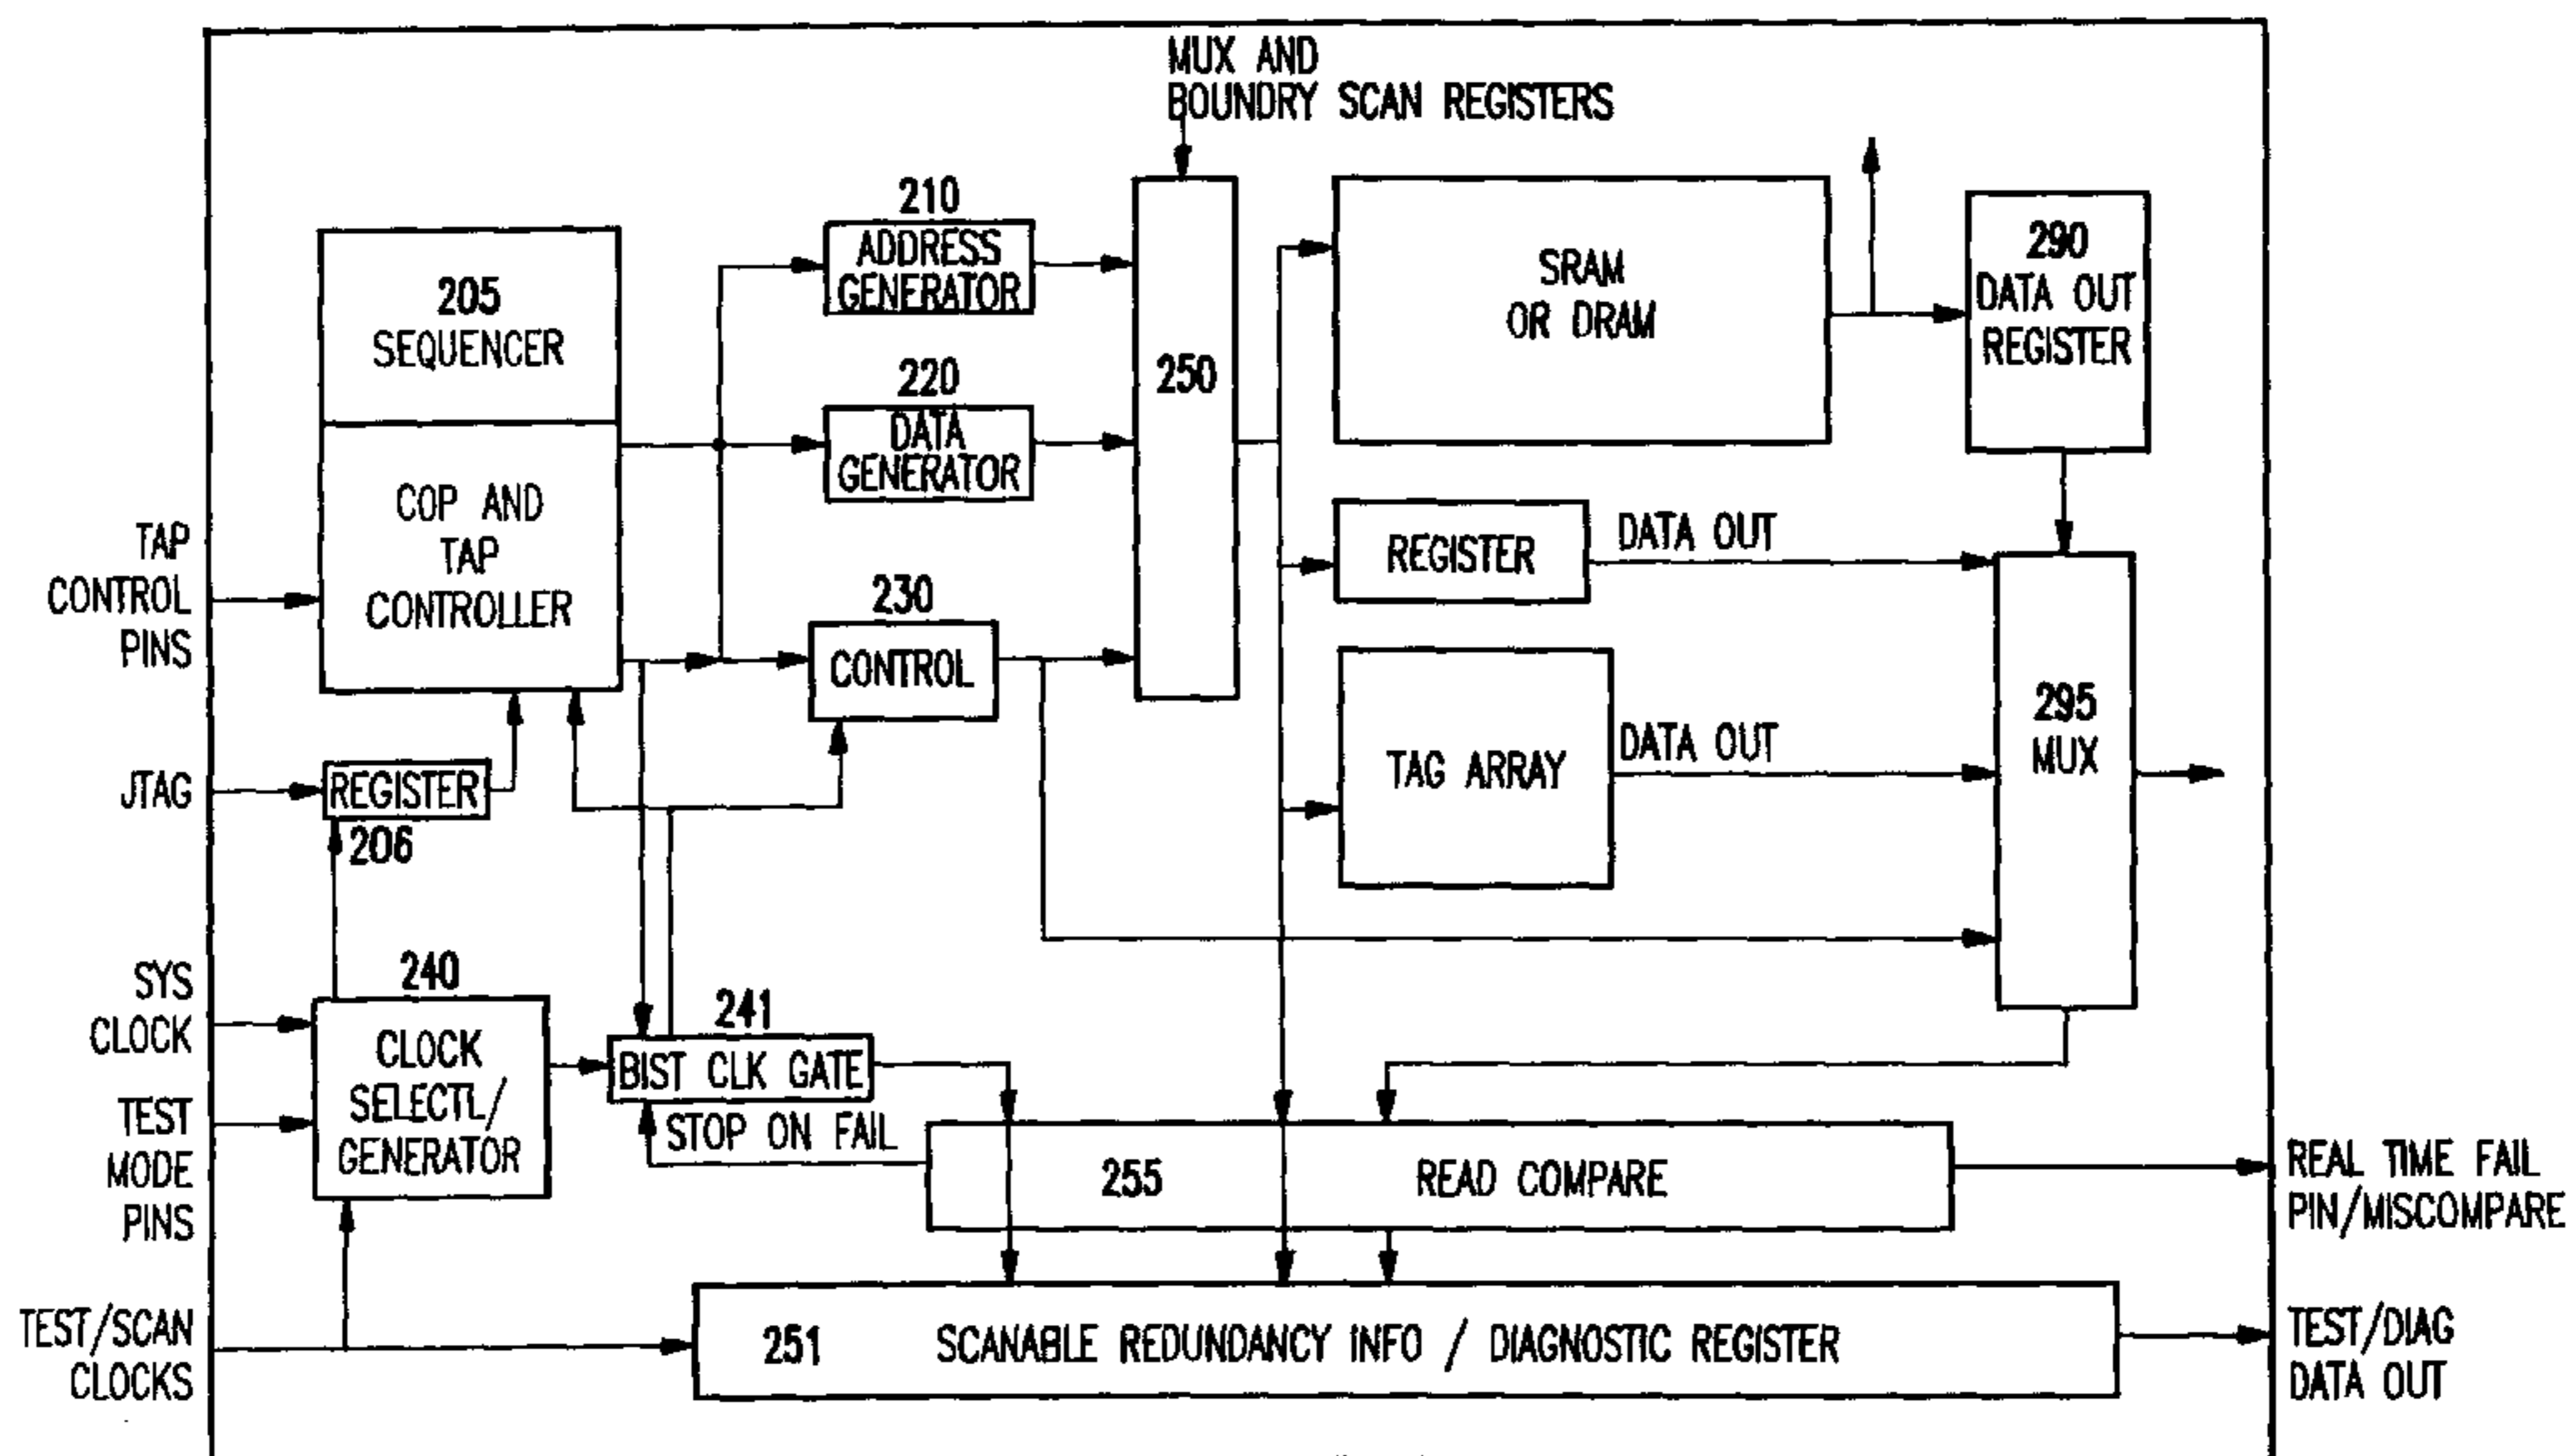 MUX AND
BOUNDRY SCAN REGISTERS
205
SEQUENCER
COP AND
TAP
CONTROLLER
210
ADDRESS
GENERATOR
220
DATA
GENERATOR
230
CONTROL
250
SRAM
OR DRAM
290
DATA OUT
REGISTER
REGISTER
DATA OUT
TAG ARRAY
DATA OUT
295
MUX
TAP
CONTROL
PINS
JTAG
REGISTER
206
SYS
CLOCK
TEST
MODE
PINS
240
CLOCK
SELECTL/
GENERATOR
241
BIST CLK GATE
STOP ON FAIL
255
READ COMPARE
REAL TIME FAIL
PIN/MISCOMPARE
TEST/SCAN
CLOCKS
251
SCANABLE REDUNDANCY INFO / DIAGNOSTIC REGISTER
TEST/DIAG
DATA OUT